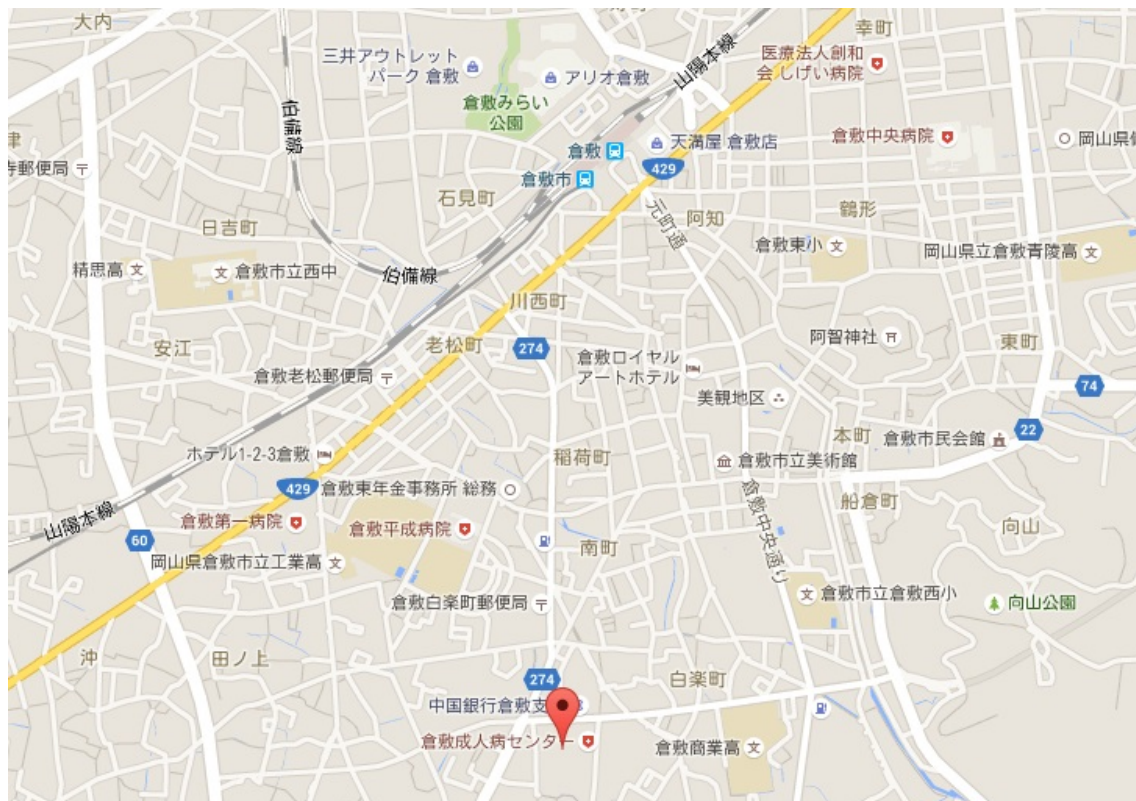 大内
幸町
三井アウトレット
パーク 倉敷
アリオ倉敷
山陽本線
医療法人創和
会 しげい病院
倉敷みらい
公園
伯備線
倉敷
天満屋 倉敷店
倉敷中央病院
津
寺郵便局
倉敷市
429
石見町
元町通
阿知
鶴形
日吉町
倉敷東小
岡山県立倉敷青陵高
精思高
倉敷市立西中
伯備線
川西町
安江
老松町
274
倉敷ロイヤル
アートホテル
阿智神社
東町
倉敷老松郵便局
美観地区
74
22
本町
倉敷市民会館
ホテル1-2-3倉敷
稲荷町
倉敷市立美術館
429
倉敷東年金事務所 総務
倉敷中央通り
船倉町
山陽本線
倉敷第一病院
倉敷平成病院
向山
60
南町
岡山県倉敷市立工業高
倉敷白楽町郵便局
倉敷市立倉敷西小
向山公園
沖
田ノ上
274
白楽町
中国銀行倉敷支
倉敷成人病センター
倉敷商業高